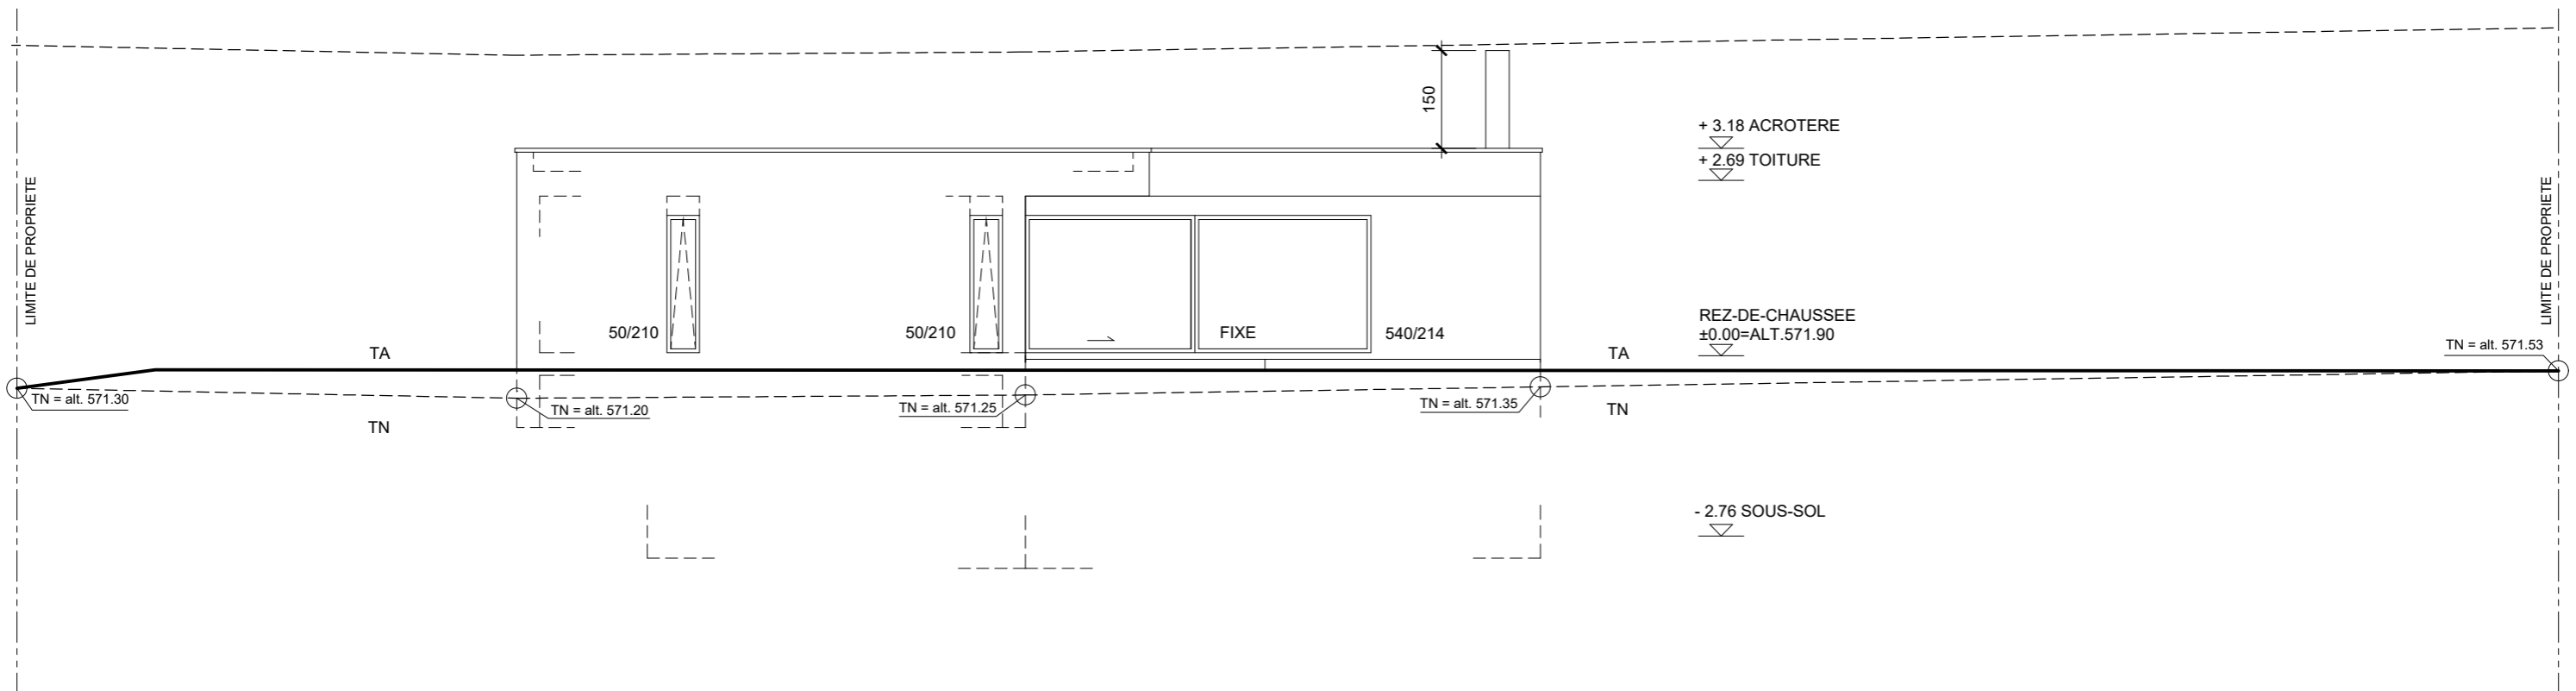 150
+ 3.18 ACROTERE
+ 2.69 TOITURE
LIMITE DE PROPRIETE
LIMITE DE PROPRIETE
REZ-DE-CHAUSSEE
±0.00=ALT.571.90
50/210
50/210
FIXE
540/214
TA
TA
TN = alt. 571.53
TN = alt. 571.30
TN = alt. 571.20
TN = alt. 571.25
TN = alt. 571.35
TN
TN
- 2.76 SOUS-SOL